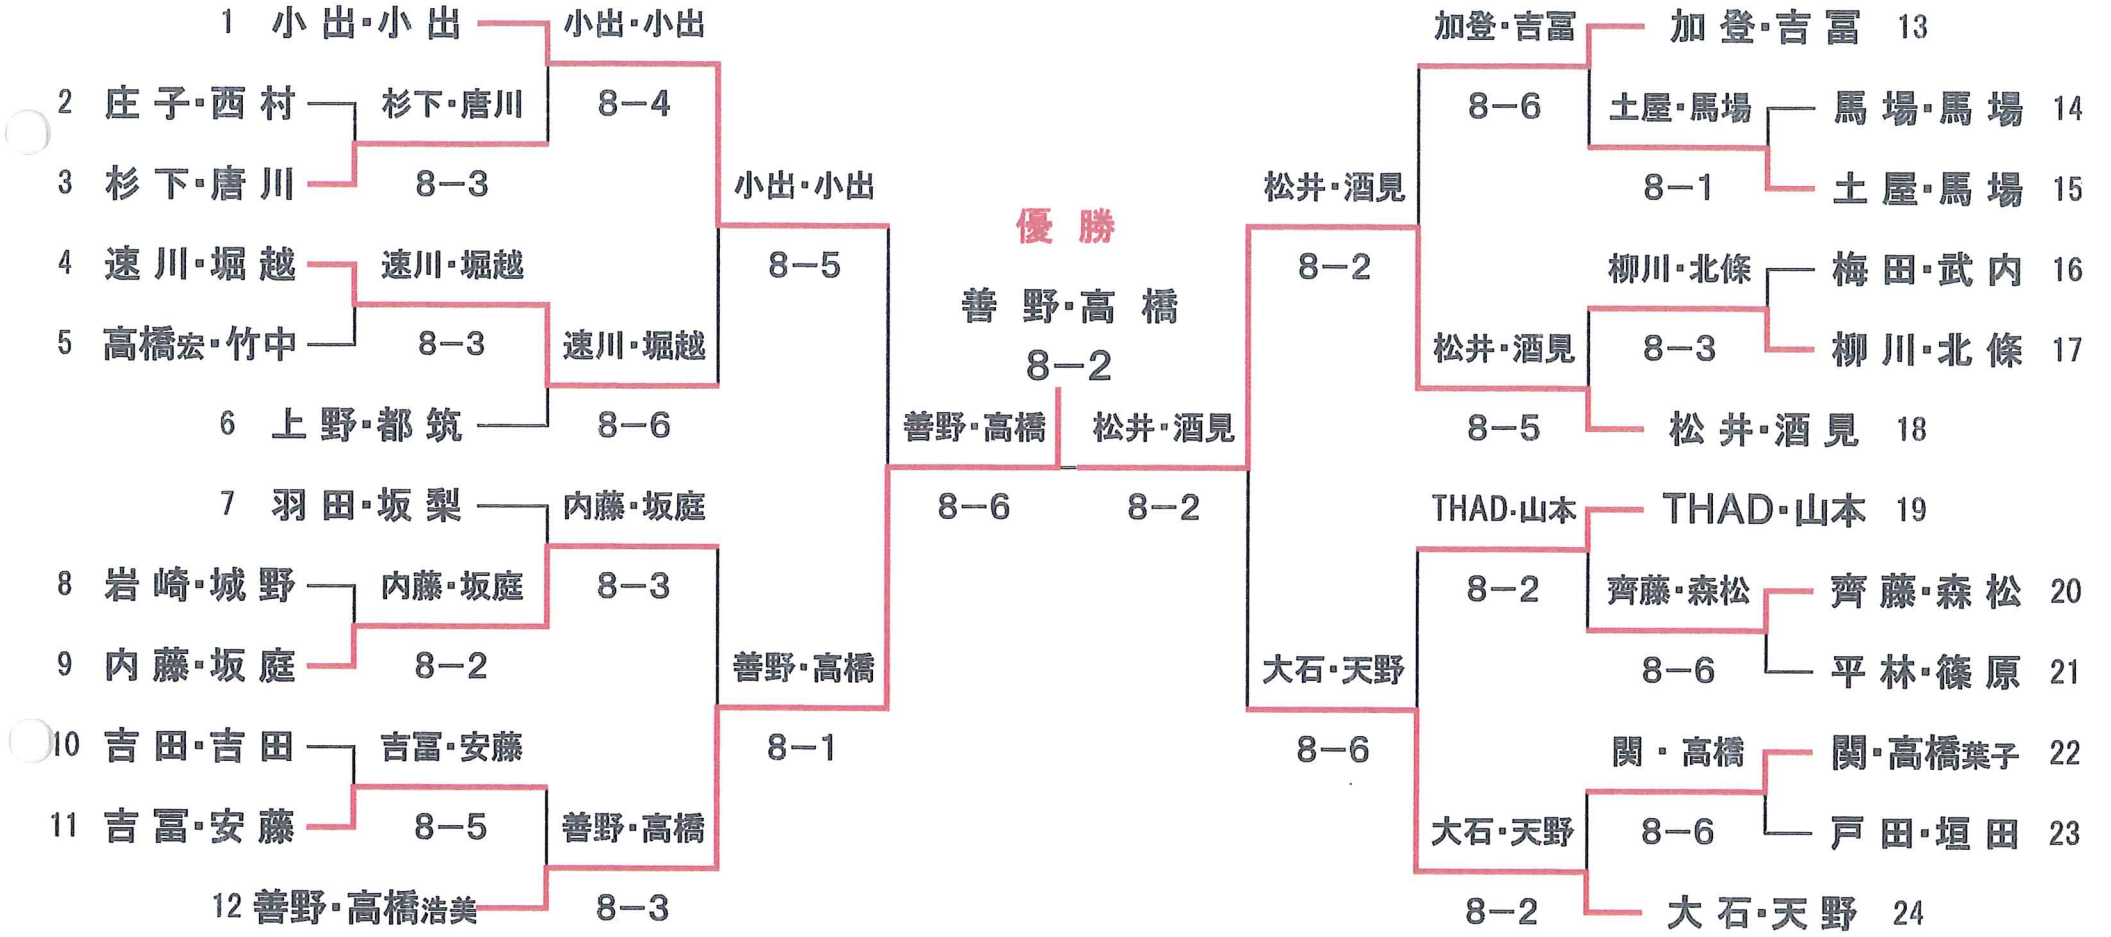 1 小出・小出
小出・小出
8-4
2 庄子・西村
杉下・唐川
3 杉下・唐川
8-3
小出・小出
8-5
4 速川・堀越
速川・堀越
5 高橋宏・竹中
8-3
速川・堀越
6 上野・都筑
8-6
善野・高橋
8-6
7 羽田・坂梨
内藤・坂庭
8-3
8 岩崎・城野
内藤・坂庭
9 内藤・坂庭
8-2
善野・高橋
8-1
10 吉田・吉田
吉冨・安藤
11 吉冨・安藤
8-5
善野・高橋
12 善野・高橋浩美
8-3
優勝
善野・高橋
8-2
加登・吉冨
加登・吉冨 13
8-6
土屋・馬場
馬場・馬場 14
8-1
土屋・馬場 15
松井・酒見
8-2
柳川・北條
梅田・武内 16
松井・酒見
8-3
柳川・北條 17
8-5
松井・酒見 18
松井・酒見
8-2
THAD・山本
THAD・山本 19
8-2
齊藤・森松
齊藤・森松 20
8-6
平林・篠原 21
大石・天野
8-6
関・高橋
関・高橋葉子 22
大石・天野
8-6
戸田・垣田 23
8-2
大石・天野 24